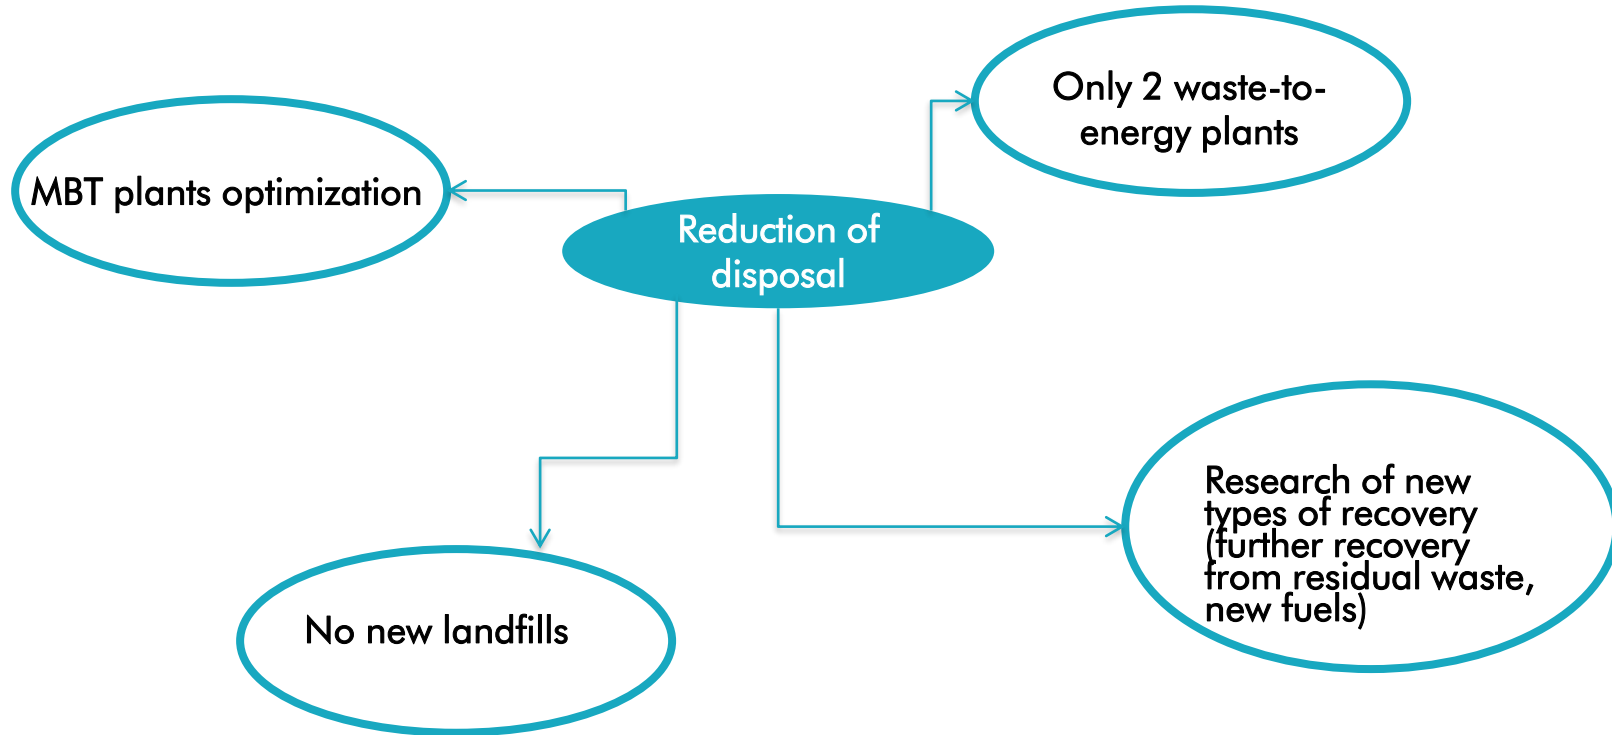 Only 2 waste-to-
energy plants
MBT plants optimization
Reduction of
disposal
Research of new
types of recovery
(further recovery
from residual waste,
new fuels)
No new landfills